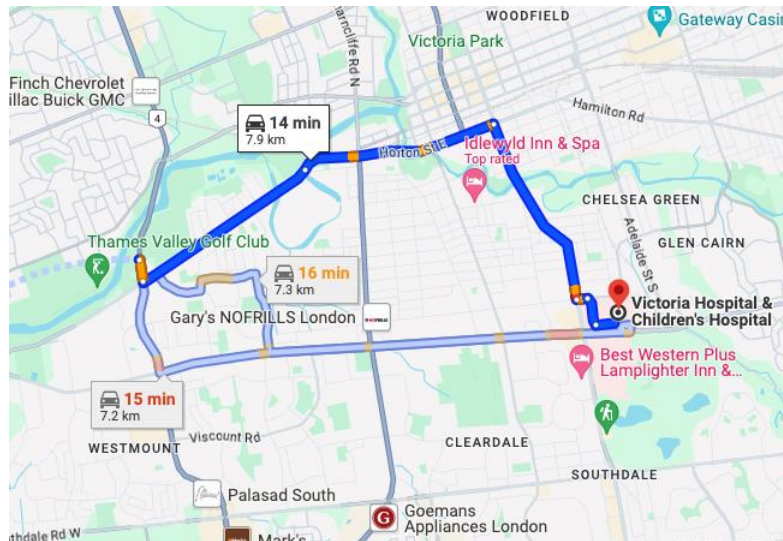 WOODFIELD
Gateway Casin
Victoria Park
Finch Chevrolet
illac Buick GMC
4
14 min
7.9 km
Hamilton Rd
Horton St E
Idlewyld Inn & Spa
Top rated
CHELSEA GREEN
Adelaide St S
GLEN CAIRN
Thames Valley Golf Club
16 min
7.3 km
Victoria Hospital &
Children's Hospital
Gary's NOFRILLS London
Best Western Plus
Lamplighter Inn &...
15 min
7.2 km
WESTMOUNT
Viscount Rd
CLEARDALE
SOUTHDALE
Palasad South
Goemans
Appliances London
G
thdale Rd W
Mark's